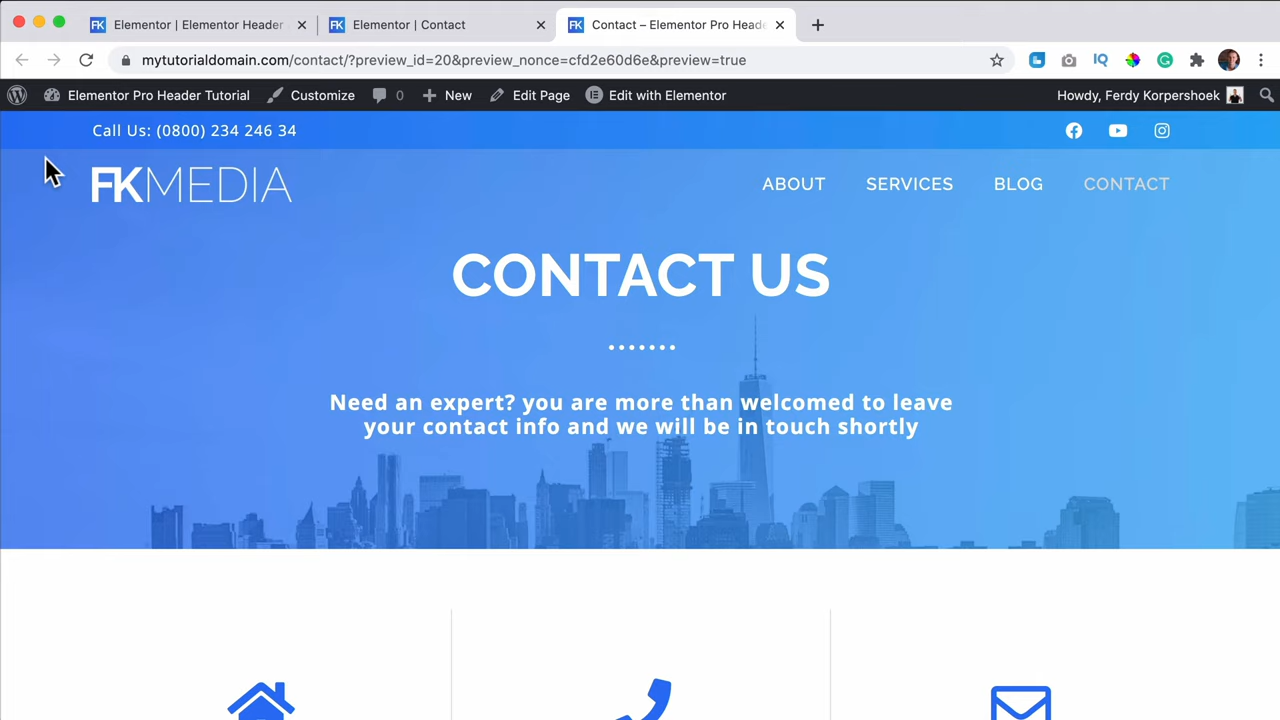 Elementor | Elementor Header
Elementor | Contact
Contact – Elementor Pro Heade
mytutorialdomain.com/contact/?preview_id=20&preview_nonce=cfd2e60d6e&preview=true
Elementor Pro Header Tutorial
Customize
0
New
Edit Page
Edit with Elementor
Howdy, Ferdy Korpershoek
Call Us: (0800) 234 246 34
FKMEDIA
ABOUT
SERVICES
BLOG
CONTACT
CONTACT US
Need an expert? you are more than welcomed to leave
your contact info and we will be in touch shortly